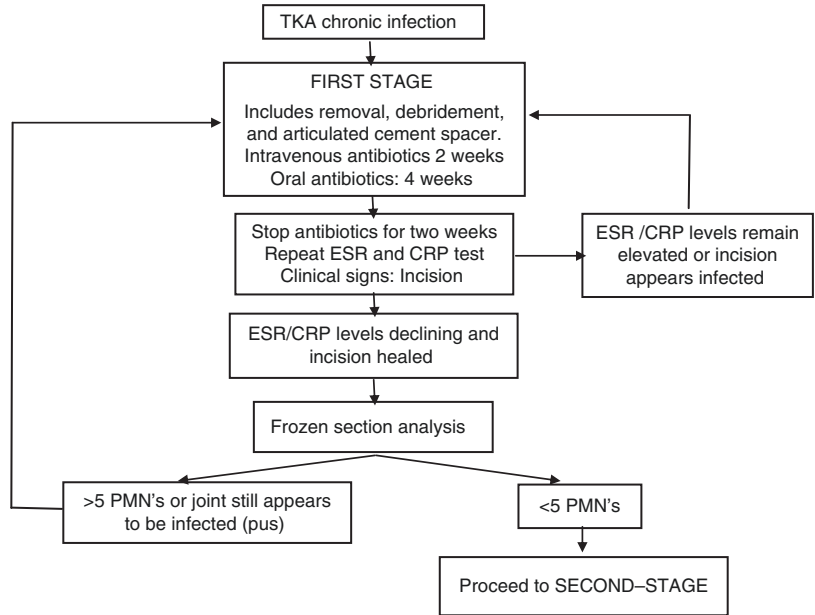 TKA chronic infection
FIRST STAGE
Includes removal, debridement,
and articulated cement spacer.
Intravenous antibiotics 2 weeks
Oral antibiotics: 4 weeks
Stop antibiotics for two weeks
Repeat ESR and CRP test
Clinical signs: Incision
ESR /CRP levels remain
elevated or incision
appears infected
ESR/CRP levels declining and
incision healed
Frozen section analysis
>5 PMN's or joint still appears
to be infected (pus)
<5 PMN's
Proceed to SECOND–STAGE